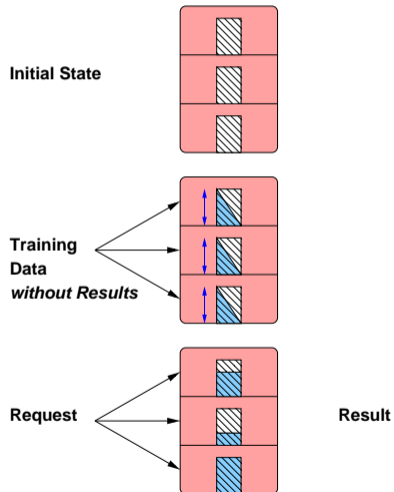 Initial State
Training
Data
without Results
Request
Result